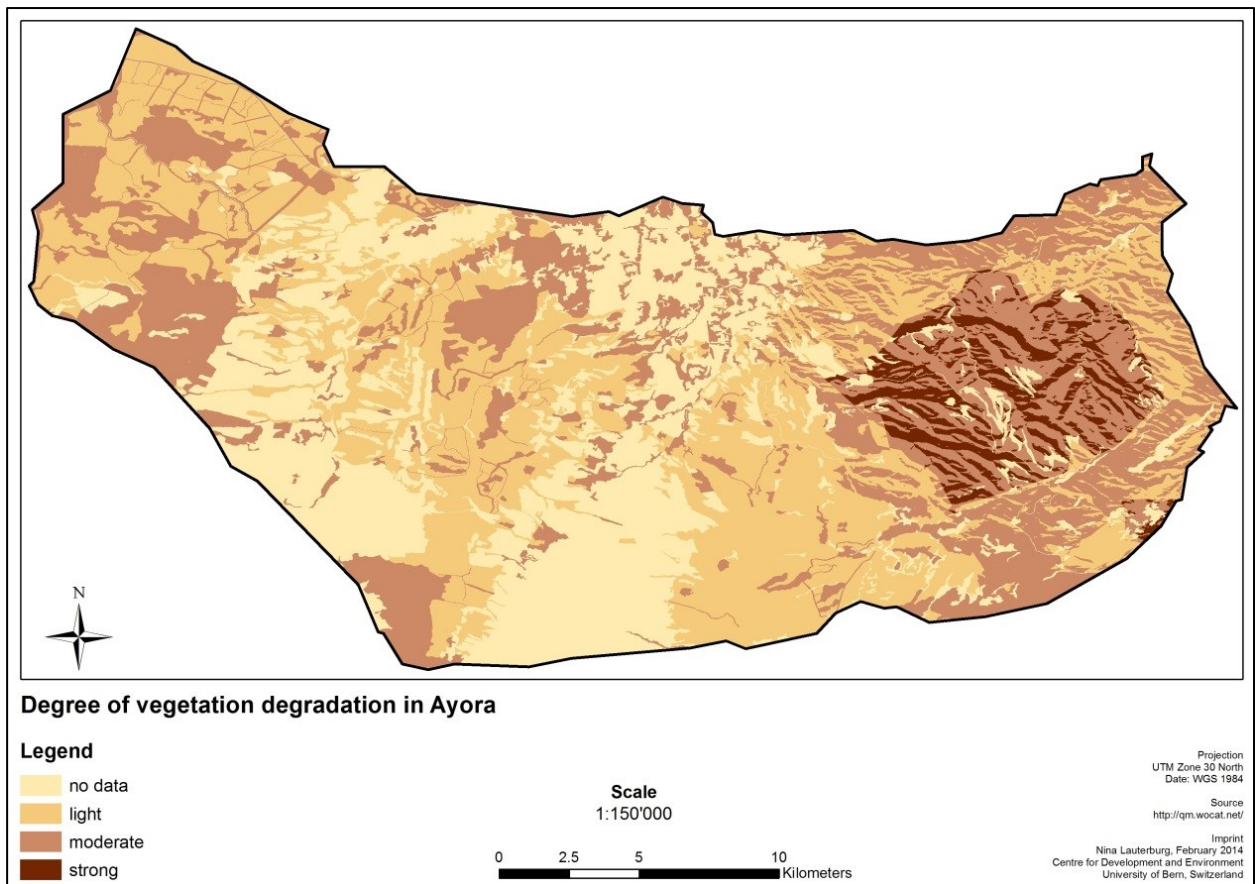 N
Degree of vegetation degradation in Ayora
Legend
no data
light
moderate
strong
Scale
1:150'000
0 2.5 5 10
Kilometers
Projection
UTM Zone 30 North
Date: WGS 1984
Source
http://qm.wocat.net/
Imprint
Nina Lauterburg, February 2014
Centre for Development and Environment
University of Bern, Switzerland